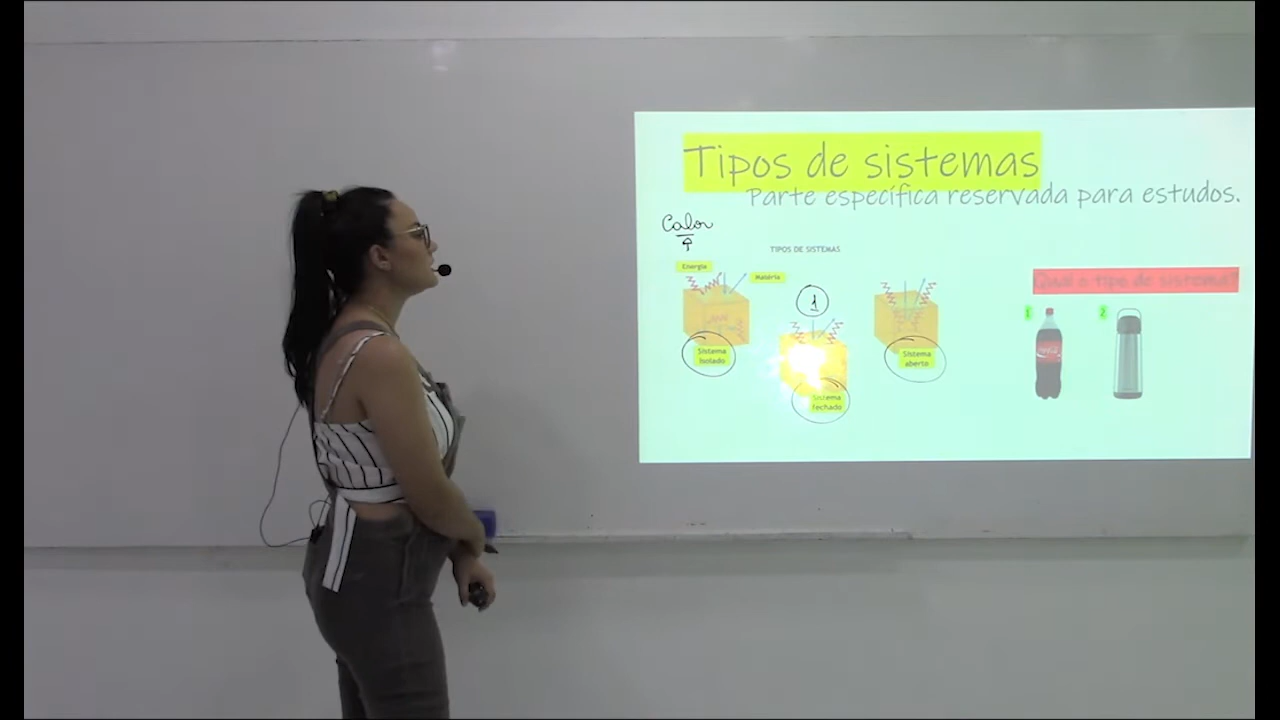 Tipos de sistemas
Parte específica reservada para estudos.
Calor
TIPOS DE SISTEMAS
Energia
Matéria
1
Sistema
isolado
Sistema
fechado
Sistema
aberto
Qual o tipo de sistema?
1
2